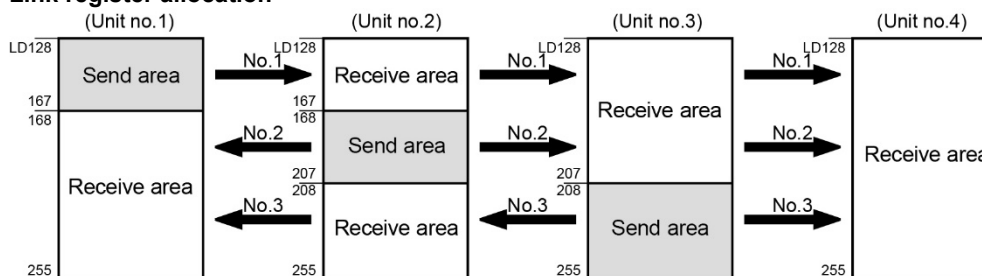 Link register allocation
(Unit no.1) (Unit no.2) (Unit no.3) (Unit no.4)
LD128 LD128 LD128 LD128
Send area No.1 Receive area No.1 Receive area No.1 Receive area
167 167
168 168
Receive area No.2 Send area No.2 No.2
207 207
208 208
No.3 Receive area No.3 Send area No.3
255 255 255 255